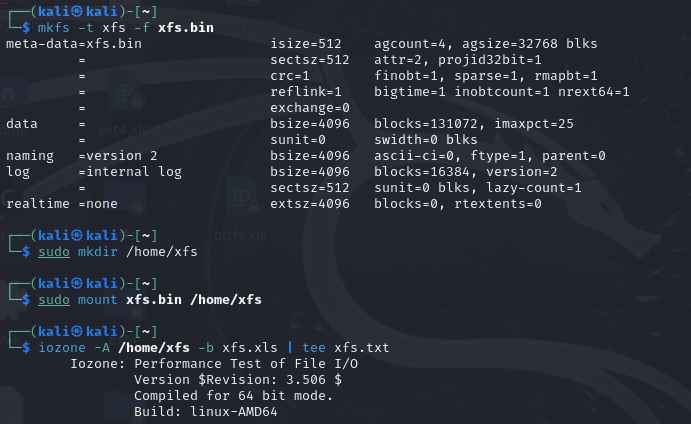 ┌──(kali㉿kali)-[~]
└─$ mkfs -t xfs -f xfs.bin
meta-data=xfs.bin                isize=512    agcount=4, agsize=32768 blks
         =                       sectsz=512   attr=2, projid32bit=1
         =                       crc=1        finobt=1, sparse=1, rmapbt=1
         =                       reflink=1    bigtime=1 inobtcount=1 nrext64=1
         =                       exchange=0
data     =                       bsize=4096   blocks=131072, imaxpct=25
         =                       sunit=0      swidth=0 blks
naming   =version 2              bsize=4096   ascii-ci=0, ftype=1, parent=0
log      =internal log           bsize=4096   blocks=16384, version=2
         =                       sectsz=512   sunit=0 blks, lazy-count=1
realtime =none                   extsz=4096   blocks=0, rtextents=0
ext4.xls
btrfs.xls
┌──(kali㉿kali)-[~]
└─$ sudo mkdir /home/xfs
┌──(kali㉿kali)-[~]
└─$ sudo mount xfs.bin /home/xfs
┌──(kali㉿kali)-[~]
└─$ iozone -A /home/xfs -b xfs.xls | tee xfs.txt
        Iozone: Performance Test of File I/O
                Version $Revision: 3.506 $
                Compiled for 64 bit mode.
                Build: linux-AMD64